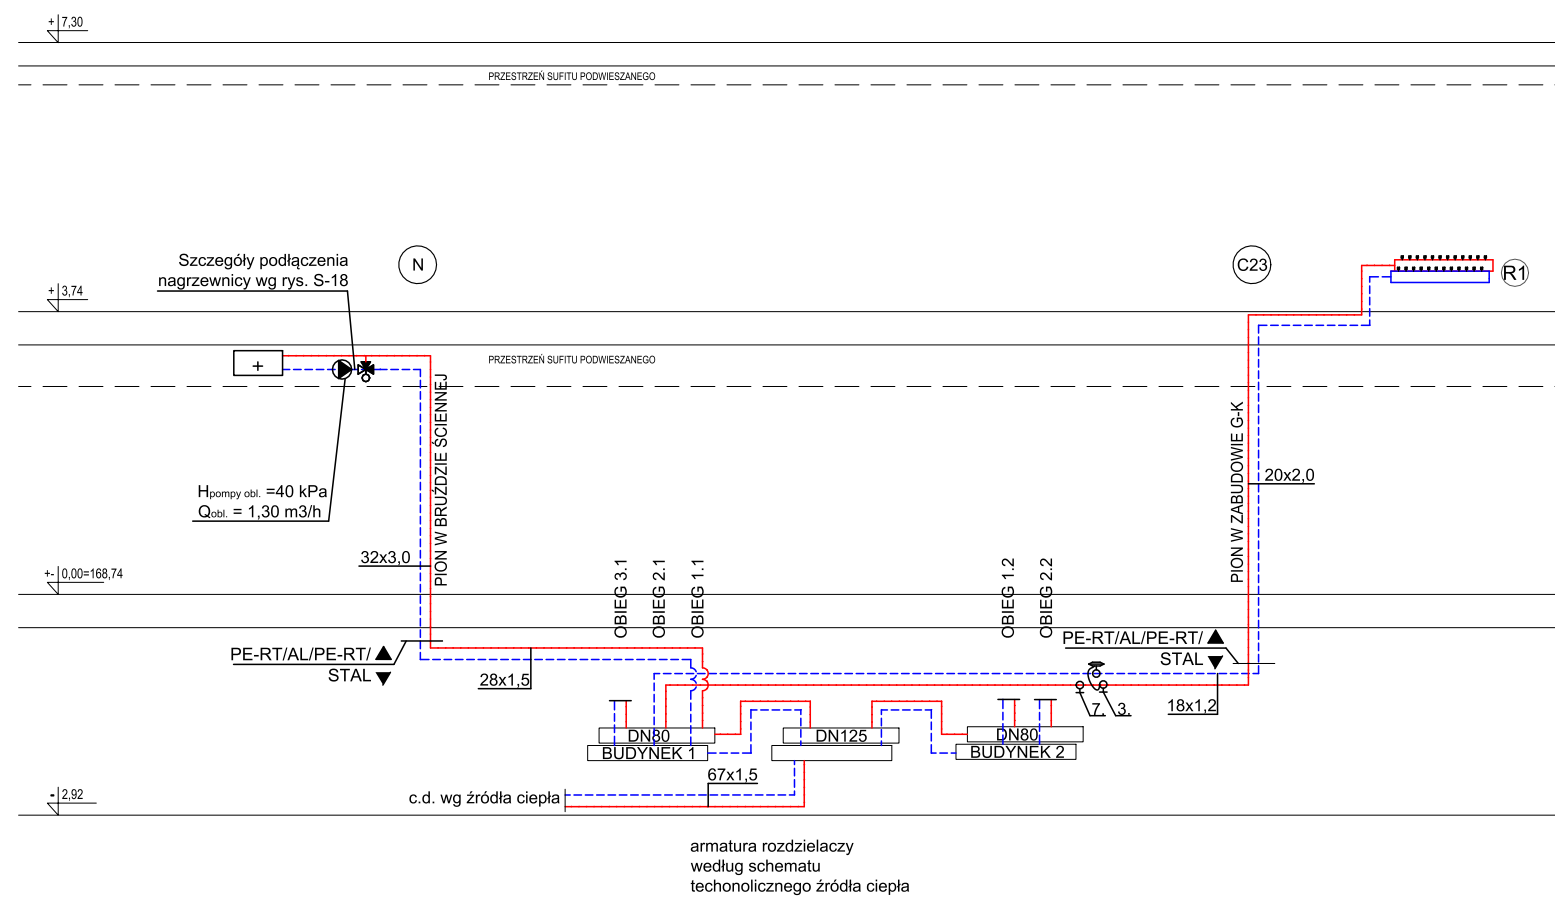 + 7,30
PRZESTRZEŃ SUFITU PODWIESZANEGO
Szczegóły podłączenia
nagrzewnicy wg rys. S-18
N
C23
R1
+ 3,74
PRZESTRZEŃ SUFITU PODWIESZANEGO
+
PION W BRUŹDZIE ŚCIENNEJ
PION W ZABUDOWIE G-K
20x2,0
Hpompy obl. =40 kPa
Qobl. = 1,30 m3/h
32x3,0
+- 0,00=168,74
OBIEG 3.1
OBIEG 2.1
OBIEG 1.1
OBIEG 1.2
OBIEG 2.2
PE-RT/AL/PE-RT/
STAL
PE-RT/AL/PE-RT/
STAL
28x1,5
7.
3.
18x1,2
DN80
BUDYNEK 1
DN125
DN80
BUDYNEK 2
67x1,5
c.d. wg źródła ciepła
- 2,92
armatura rozdzielaczy
według schematu
techonolicznego źródła ciepła